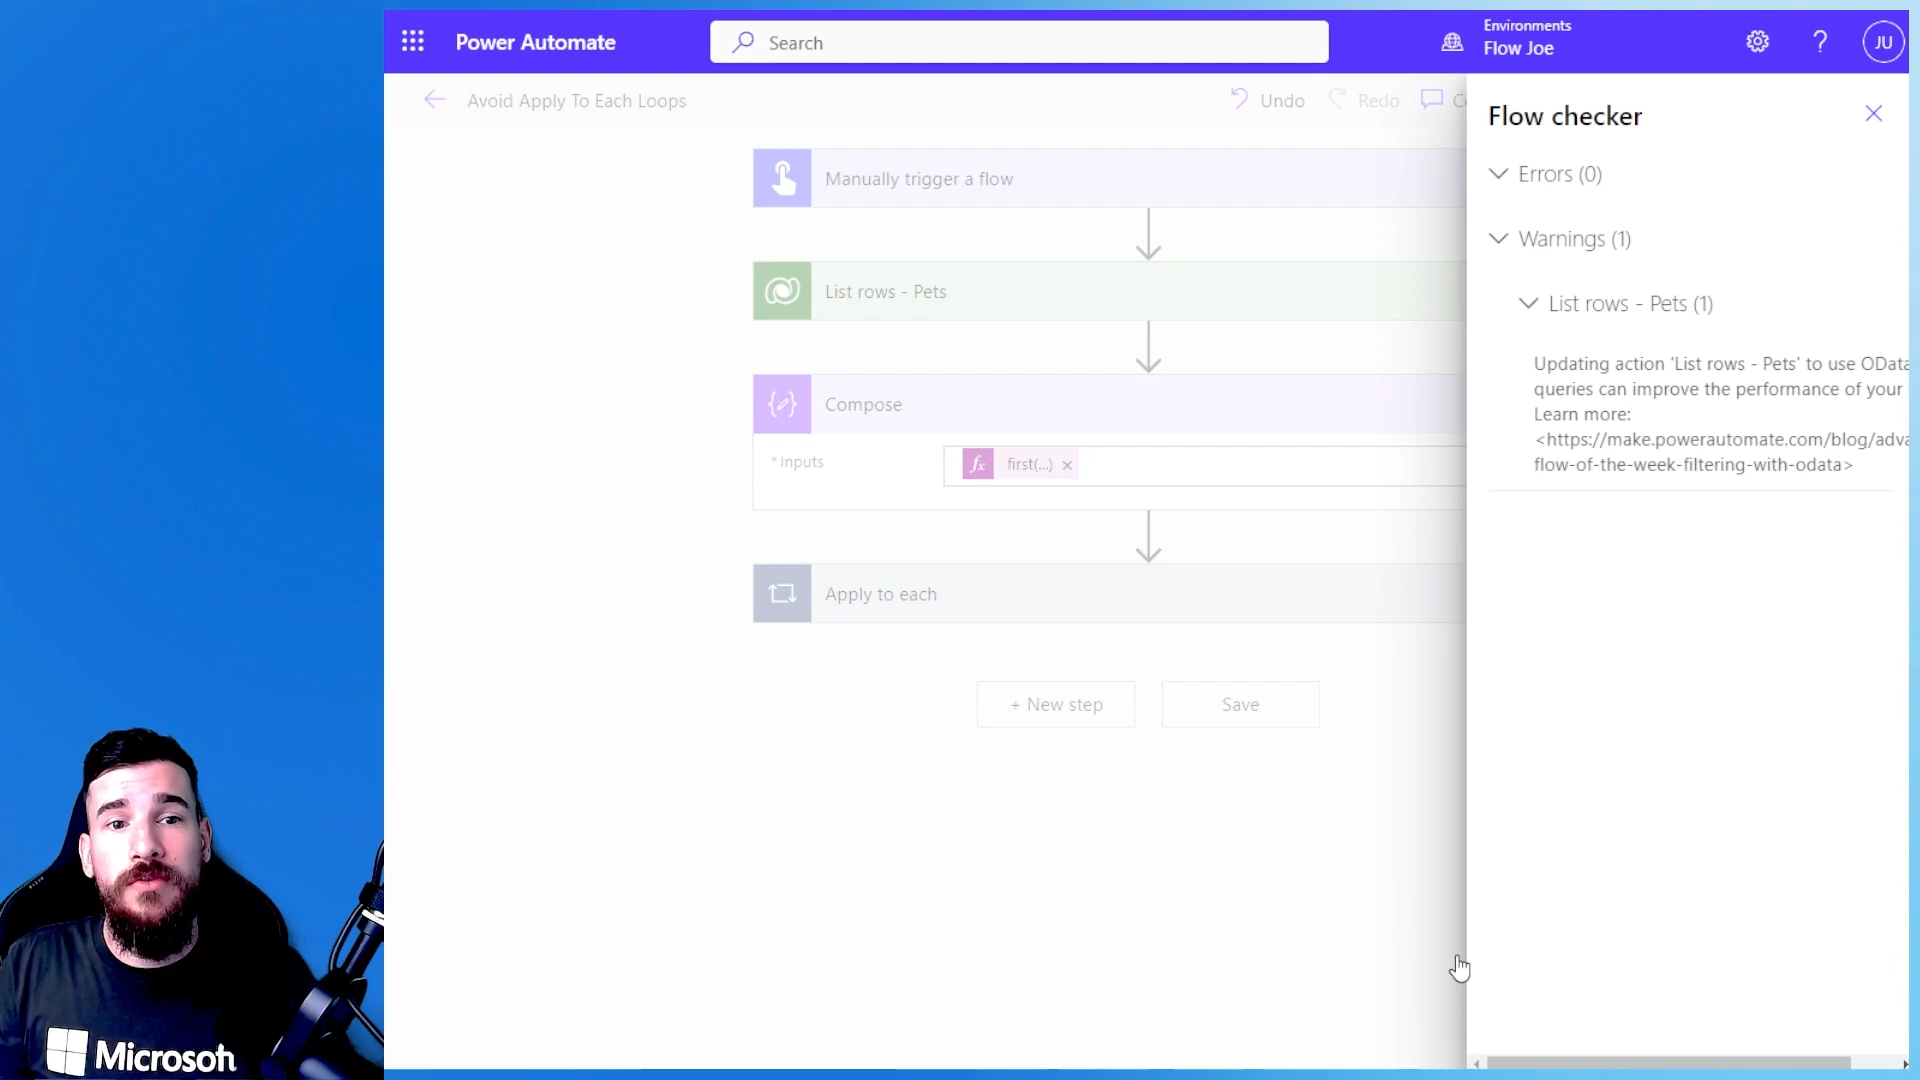 Power Automate
Search
Environments
Flow Joe
?
JU
Avoid Apply To Each Loops
Undo
Redo
Flow checker
Errors (0)
Warnings (1)
List rows - Pets (1)
Updating action 'List rows - Pets' to use OData
queries can improve the performance of your
Learn more:
<https://make.powerautomate.com/blog/adva
flow-of-the-week-filtering-with-odata>
Manually trigger a flow
List rows - Pets
Compose
* Inputs
fx first(...) ×
Apply to each
+ New step
Save
Microsoft